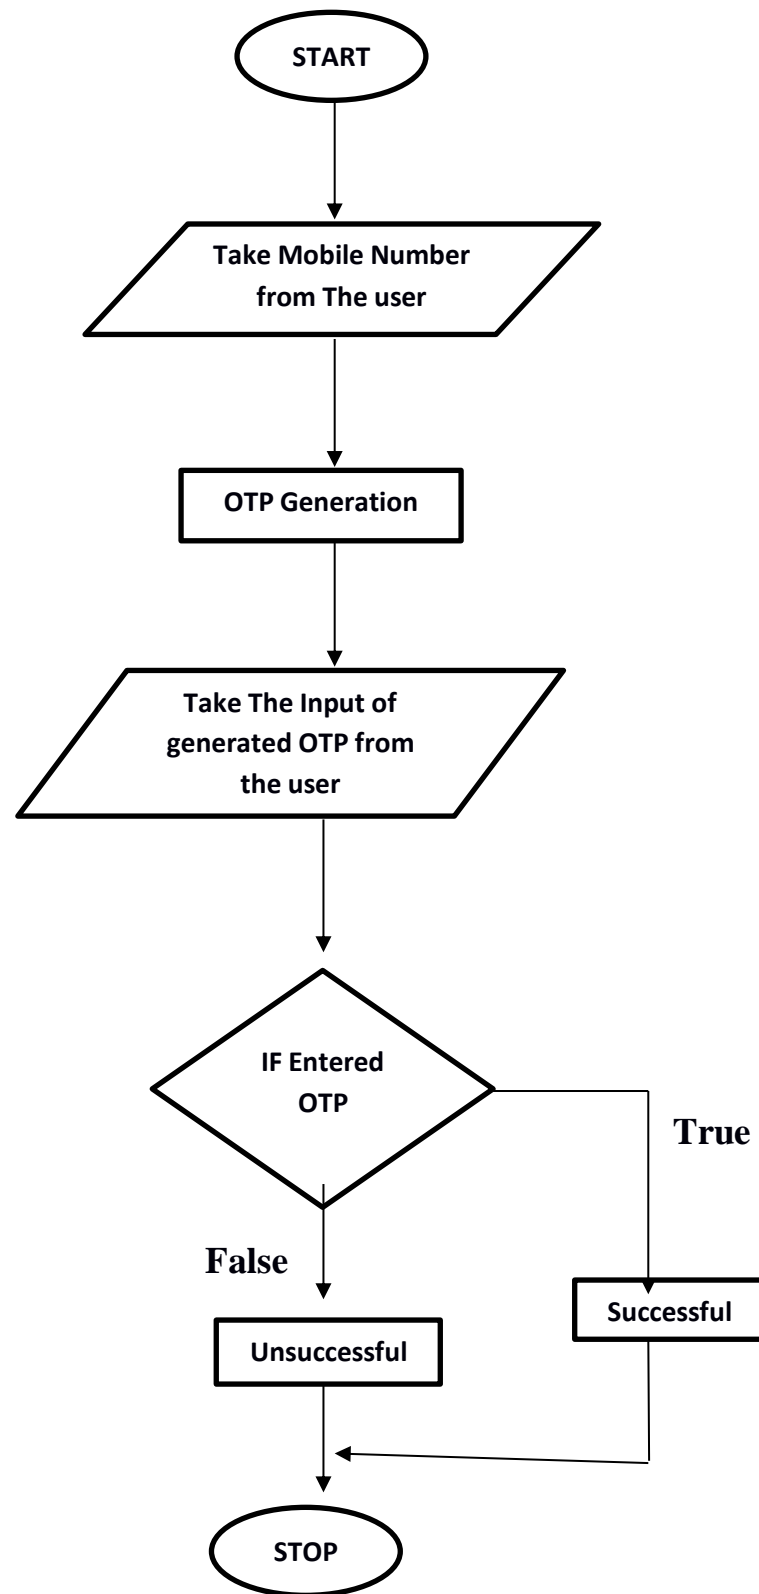 START
Take Mobile Number
from The user
OTP Generation
Take The Input of
generated OTP from
the user
IF Entered
OTP
True
False
Successful
Unsuccessful
STOP